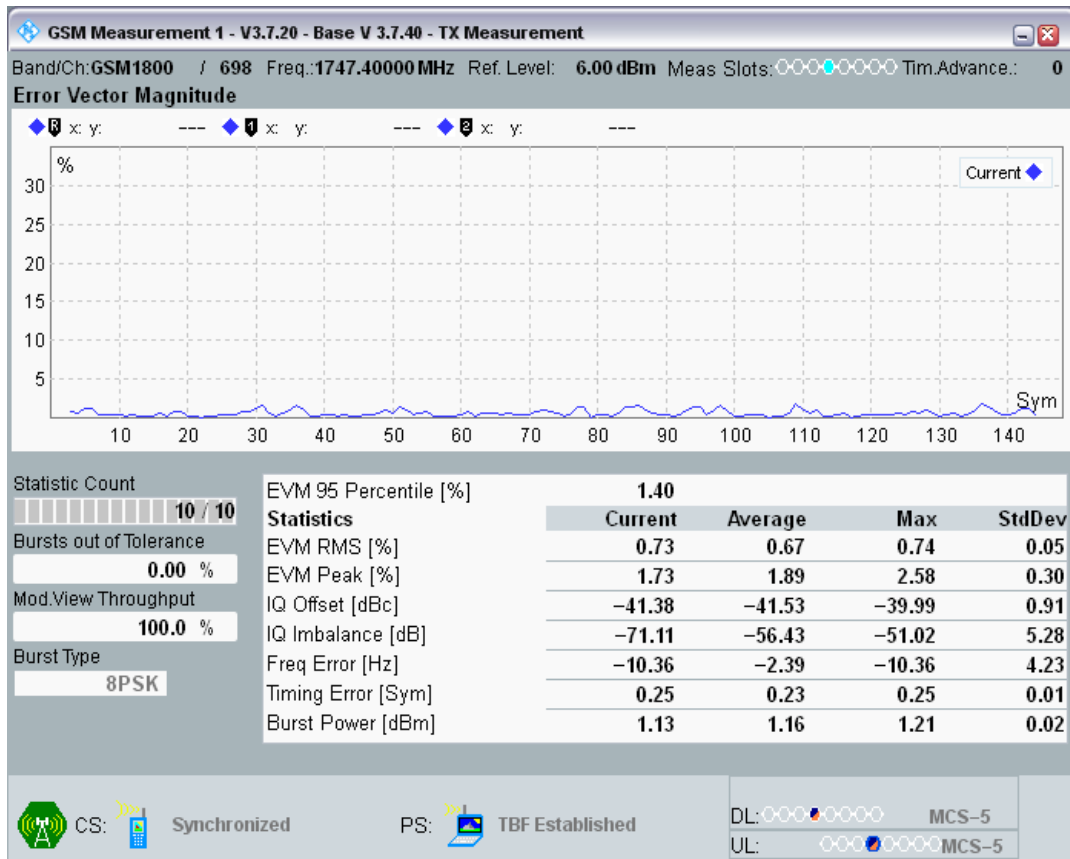 GSM Measurement 1 - V3.7.20 - Base V 3.7.40 - TX Measurement
Band/Ch:GSM1800 / 698 Freq.:1747.40000 MHz Ref. Level: 6.00 dBm Meas Slots: Tim.Advance.: 0
Error Vector Magnitude
R x: y: --- 1 x: y: --- 2 x: y: ---
%
Current
30
25
20
15
10
5
Sym
10 20 30 40 50 60 70 80 90 100 110 120 130 140
Statistic Count
10 / 10
Bursts out of Tolerance
0.00 %
Mod.View Throughput
100.0 %
Burst Type
8PSK
EVM 95 Percentile [%] 1.40
Statistics Current Average Max StdDev
EVM RMS [%] 0.73 0.67 0.74 0.05
EVM Peak [%] 1.73 1.89 2.58 0.30
IQ Offset [dBc] −41.38 −41.53 −39.99 0.91
IQ Imbalance [dB] −71.11 −56.43 −51.02 5.28
Freq Error [Hz] −10.36 −2.39 −10.36 4.23
Timing Error [Sym] 0.25 0.23 0.25 0.01
Burst Power [dBm] 1.13 1.16 1.21 0.02
CS: Synchronized PS: TBF Established
DL: MCS−5
UL: MCS−5